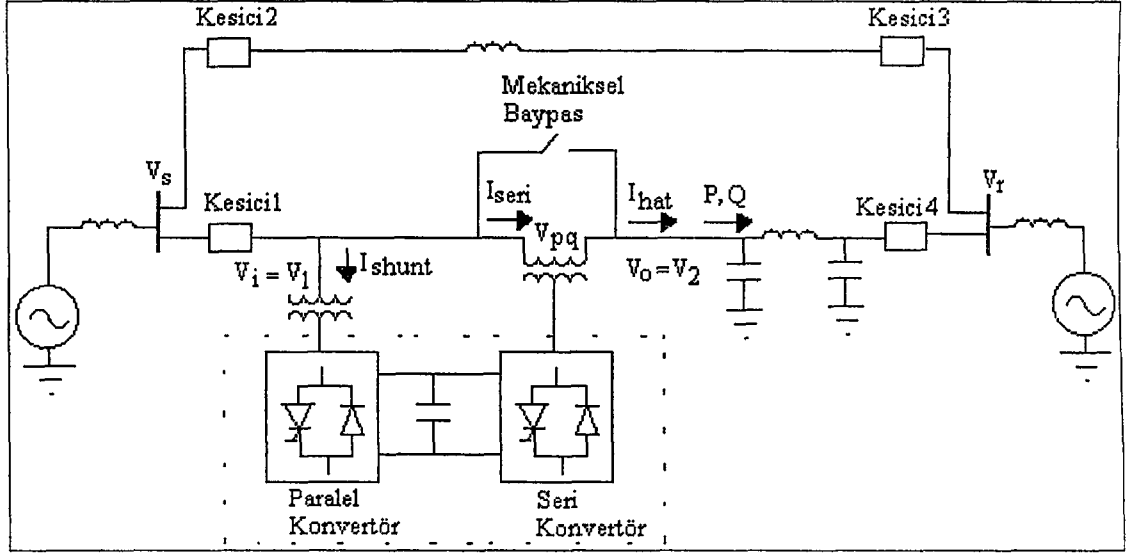 Kesici2
Kesici3
Mekaniksel
Baypas
Vs
Kesici1
Iseri
Ihat
P,Q
Kesici4
Vr
Vpq
Vi = V1
Ishunt
Vo = V2
Paralel
Konvertör
Seri
Konvertör